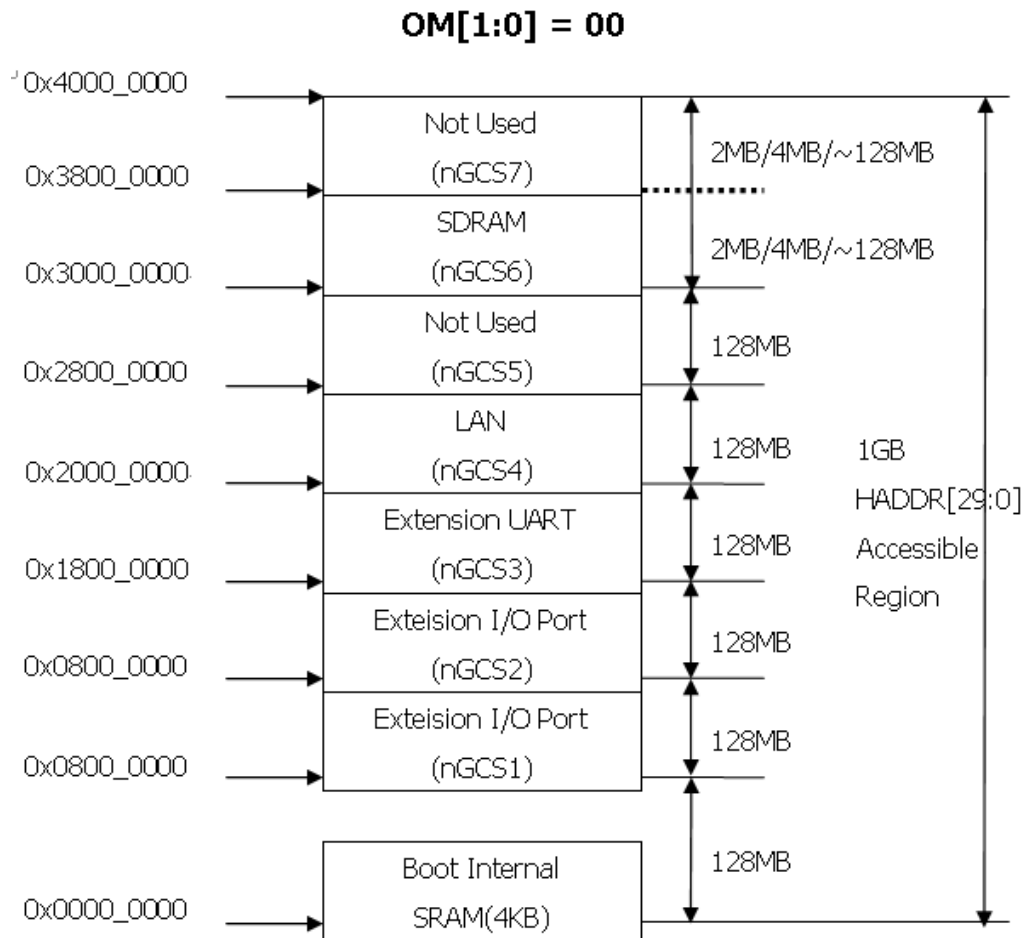 OM[1:0] = 00
0x4000_0000
Not Used
2MB/4MB/~128MB
0x3800_0000
(nGCS7)
SDRAM
2MB/4MB/~128MB
0x3000_0000
(nGCS6)
Not Used
128MB
0x2800_0000
(nGCS5)
LAN
128MB
1GB
0x2000_0000
(nGCS4)
HADDR[29:0]
Extension UART
128MB
Accessible
0x1800_0000
(nGCS3)
Region
Exteision I/O Port
128MB
0x0800_0000
(nGCS2)
Exteision I/O Port
128MB
0x0800_0000
(nGCS1)
128MB
Boot Internal
0x0000_0000
SRAM(4KB)